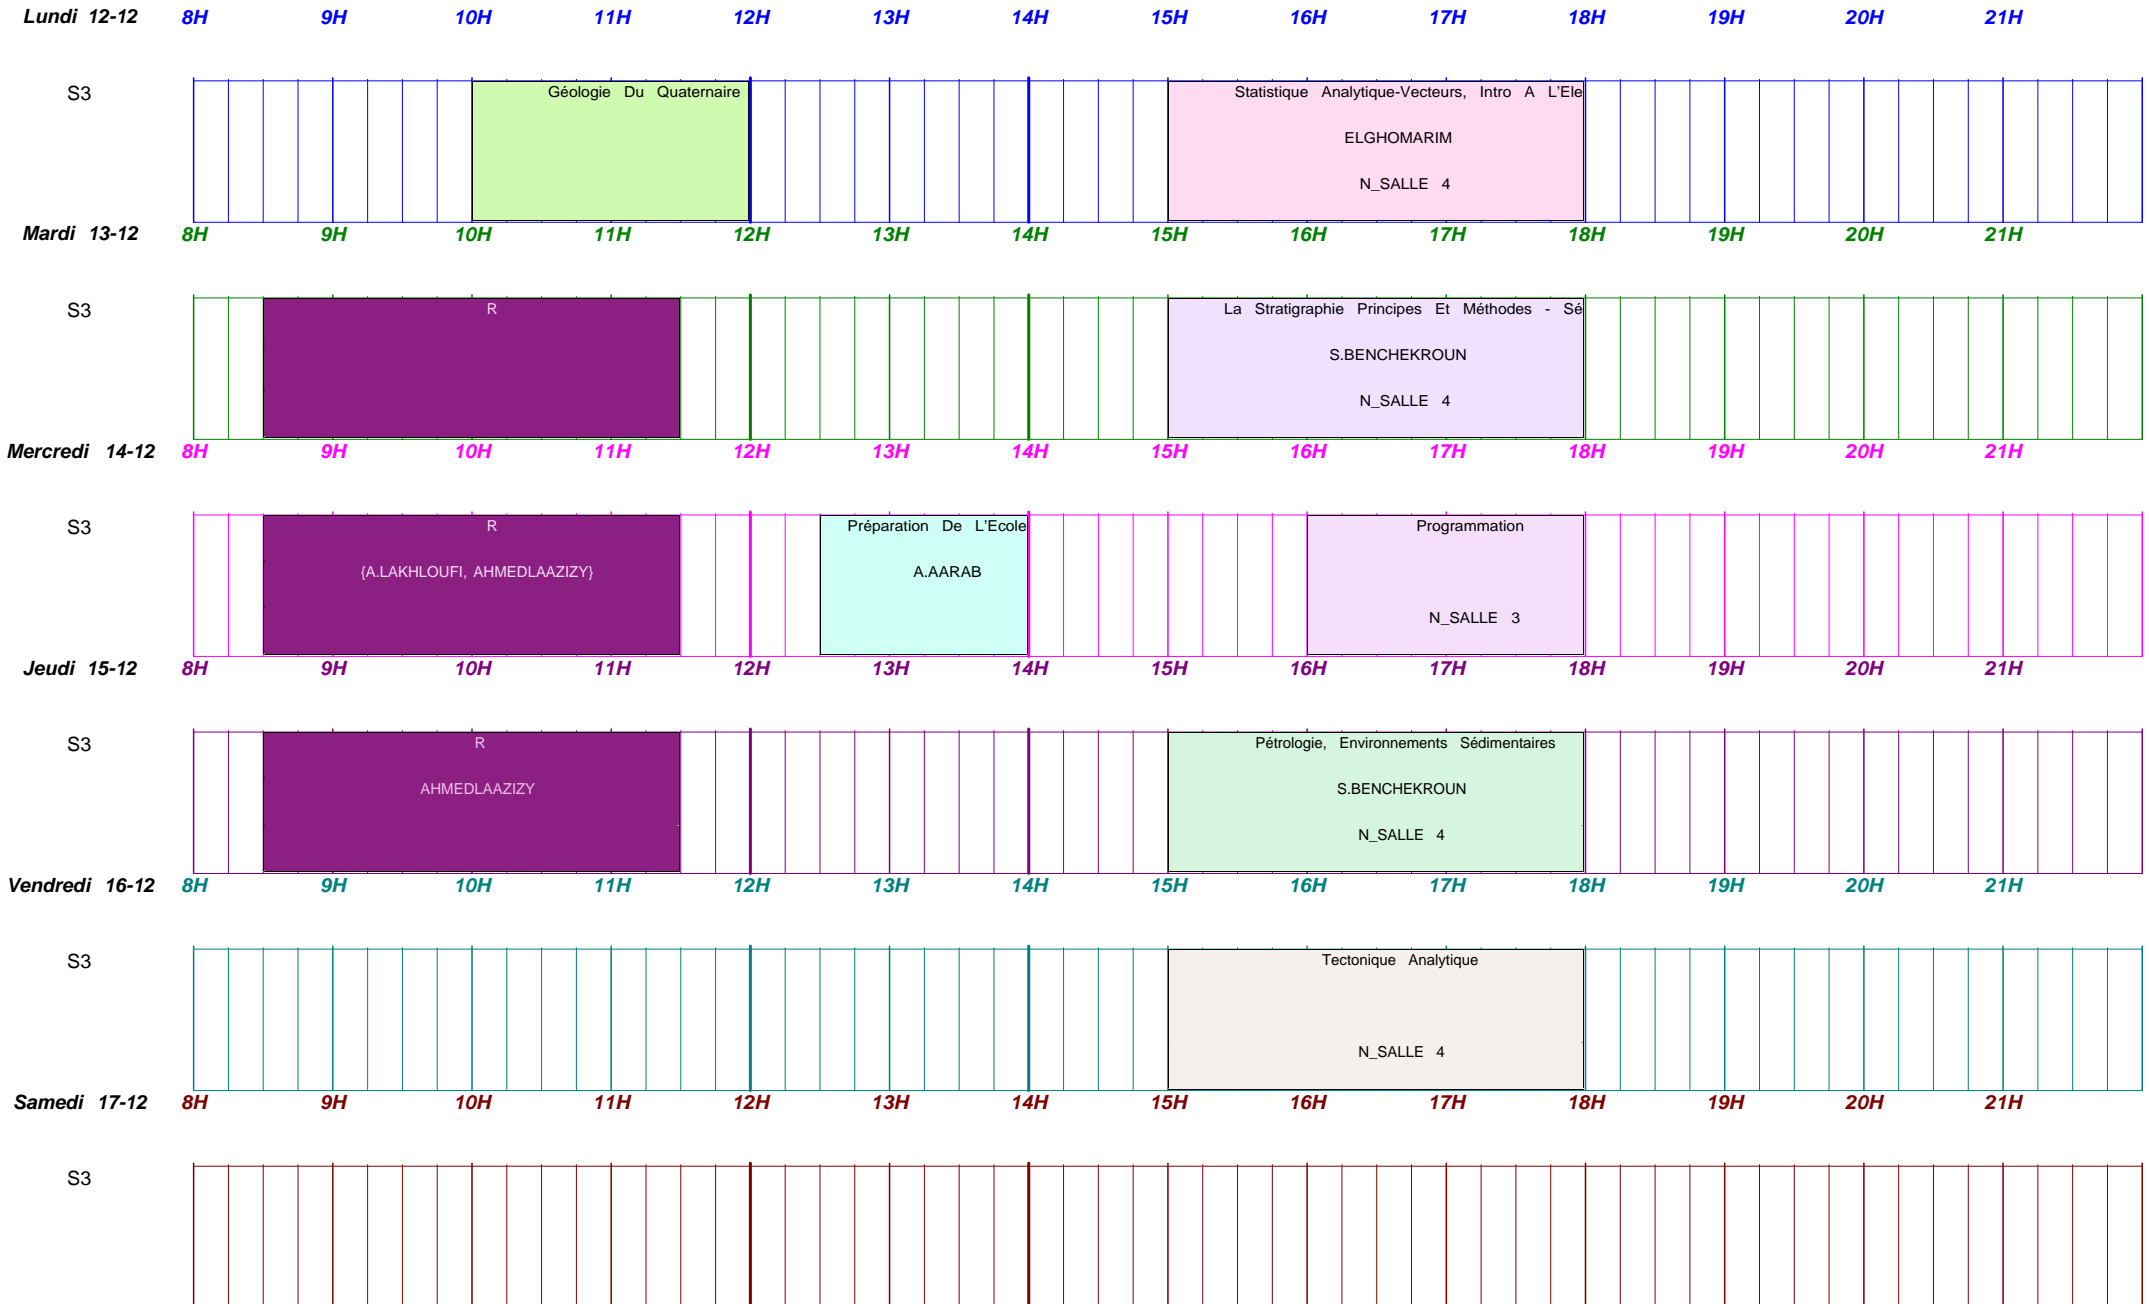 Lundi 12-12 8H 9H 10H 11H 12H 13H 14H 15H 16H 17H 18H 19H 20H 21H
S3 Géologie Du Quaternaire Statistique Analytique-Vecteurs, Intro A L'Ele
ELGHOMARIM
N_SALLE 4
Mardi 13-12 8H 9H 10H 11H 12H 13H 14H 15H 16H 17H 18H 19H 20H 21H
S3 R La Stratigraphie Principes Et Méthodes - Sé
S.BENCHEKROUN
N_SALLE 4
Mercredi 14-12 8H 9H 10H 11H 12H 13H 14H 15H 16H 17H 18H 19H 20H 21H
S3 R Préparation De L'Ecole Programmation
{A.LAKHLOUFI, AHMEDLAAZIZY} A.AARAB
N_SALLE 3
Jeudi 15-12 8H 9H 10H 11H 12H 13H 14H 15H 16H 17H 18H 19H 20H 21H
S3 R Pétrologie, Environnements Sédimentaires
AHMEDLAAZIZY S.BENCHEKROUN
N_SALLE 4
Vendredi 16-12 8H 9H 10H 11H 12H 13H 14H 15H 16H 17H 18H 19H 20H 21H
S3 Tectonique Analytique
N_SALLE 4
Samedi 17-12 8H 9H 10H 11H 12H 13H 14H 15H 16H 17H 18H 19H 20H 21H
S3